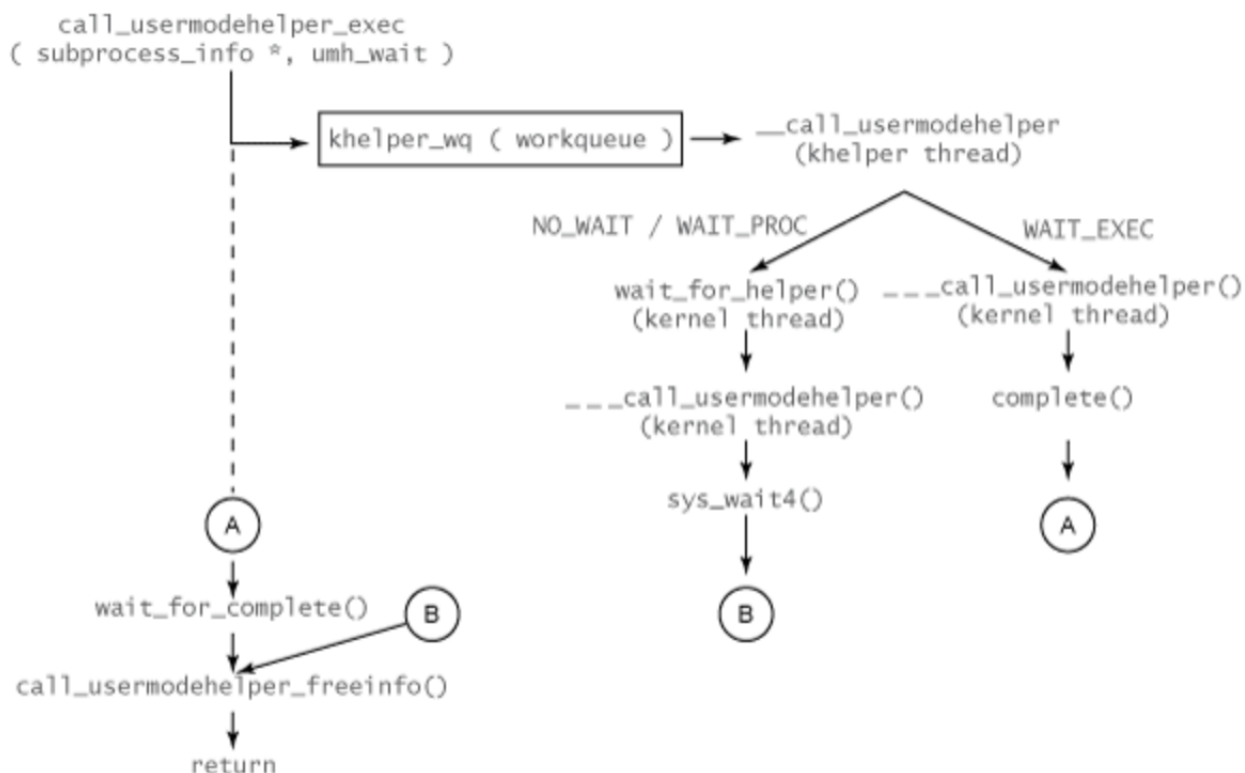 call_usermodehelper_exec
( subprocess_info *, umh_wait )
khelper_wq ( workqueue )
__call_usermodehelper
(khelper thread)
NO_WAIT / WAIT_PROC
WAIT_EXEC
wait_for_helper()
(kernel thread)
___call_usermodehelper()
(kernel thread)
___call_usermodehelper()
(kernel thread)
complete()
sys_wait4()
A
A
wait_for_complete()
B
B
call_usermodehelper_freeinfo()
return